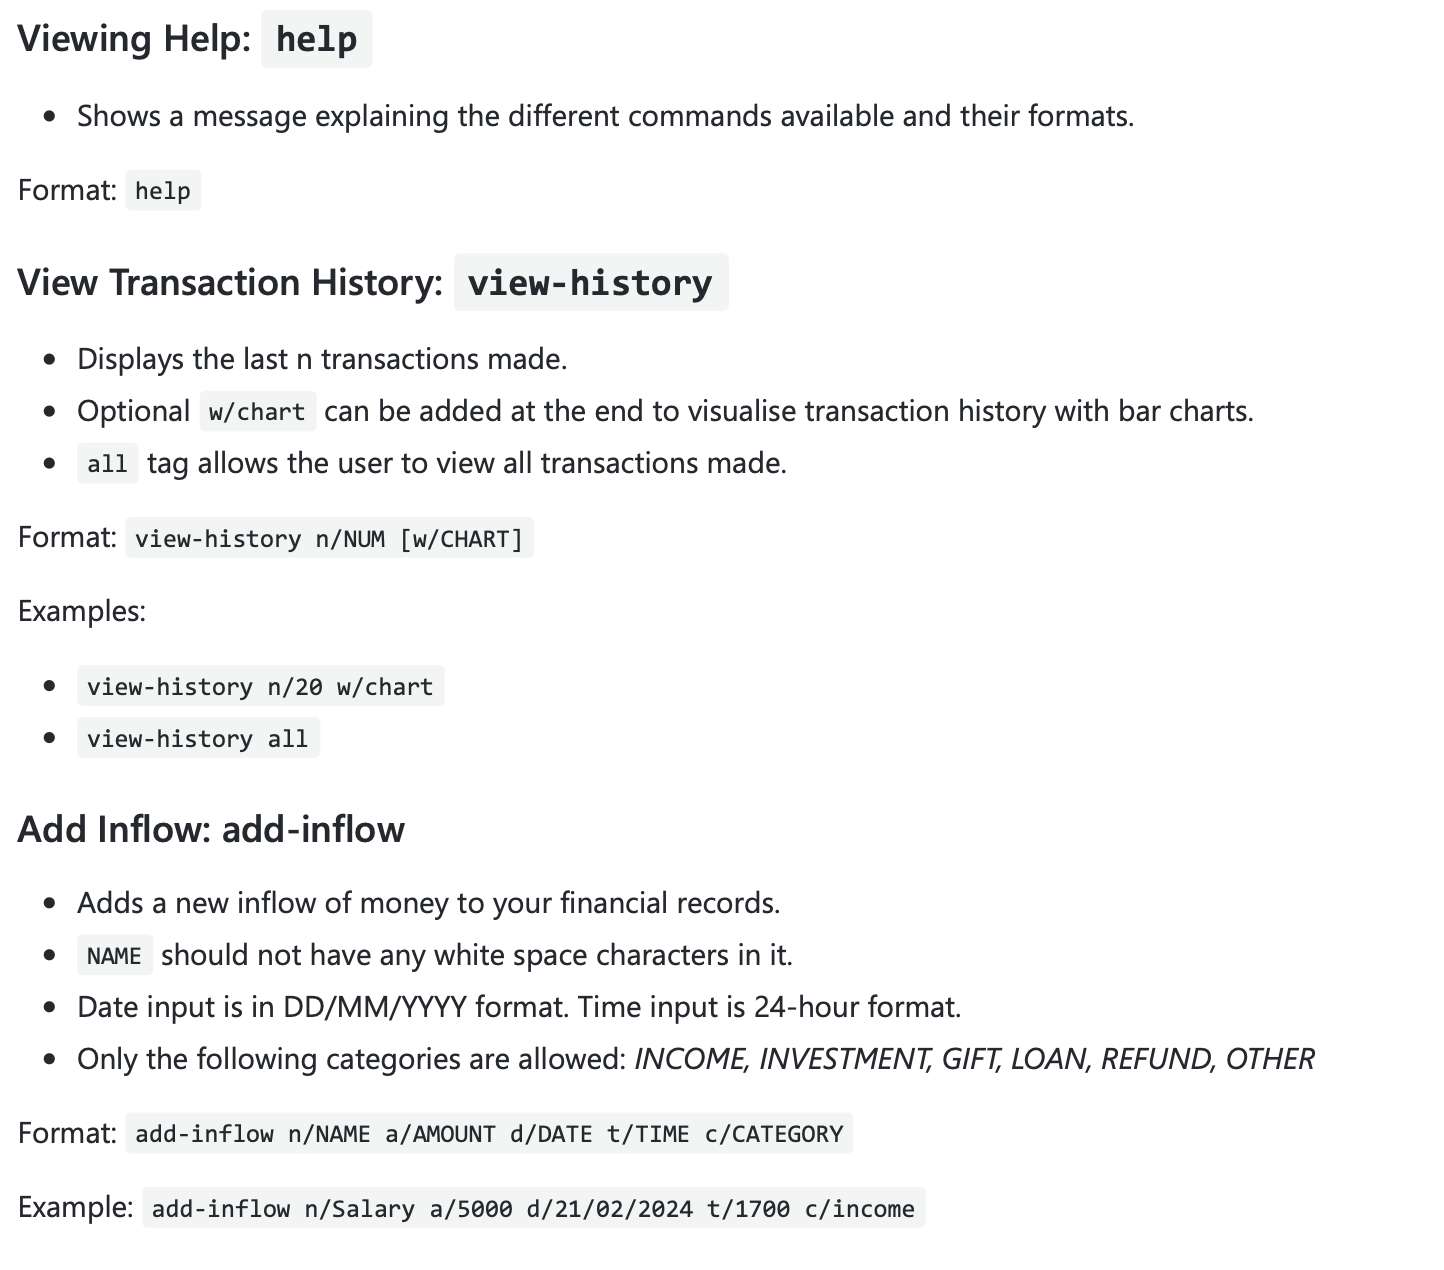 Viewing Help: help
• Shows a message explaining the different commands available and their formats.
Format: help
View Transaction History: view-history
• Displays the last n transactions made.
• Optional w/chart can be added at the end to visualise transaction history with bar charts.
• all tag allows the user to view all transactions made.
Format: view-history n/NUM [w/CHART]
Examples:
• view-history n/20 w/chart
• view-history all
Add Inflow: add-inflow
• Adds a new inflow of money to your financial records.
• NAME should not have any white space characters in it.
• Date input is in DD/MM/YYYY format. Time input is 24-hour format.
• Only the following categories are allowed: INCOME, INVESTMENT, GIFT, LOAN, REFUND, OTHER
Format: add-inflow n/NAME a/AMOUNT d/DATE t/TIME c/CATEGORY
Example: add-inflow n/Salary a/5000 d/21/02/2024 t/1700 c/income